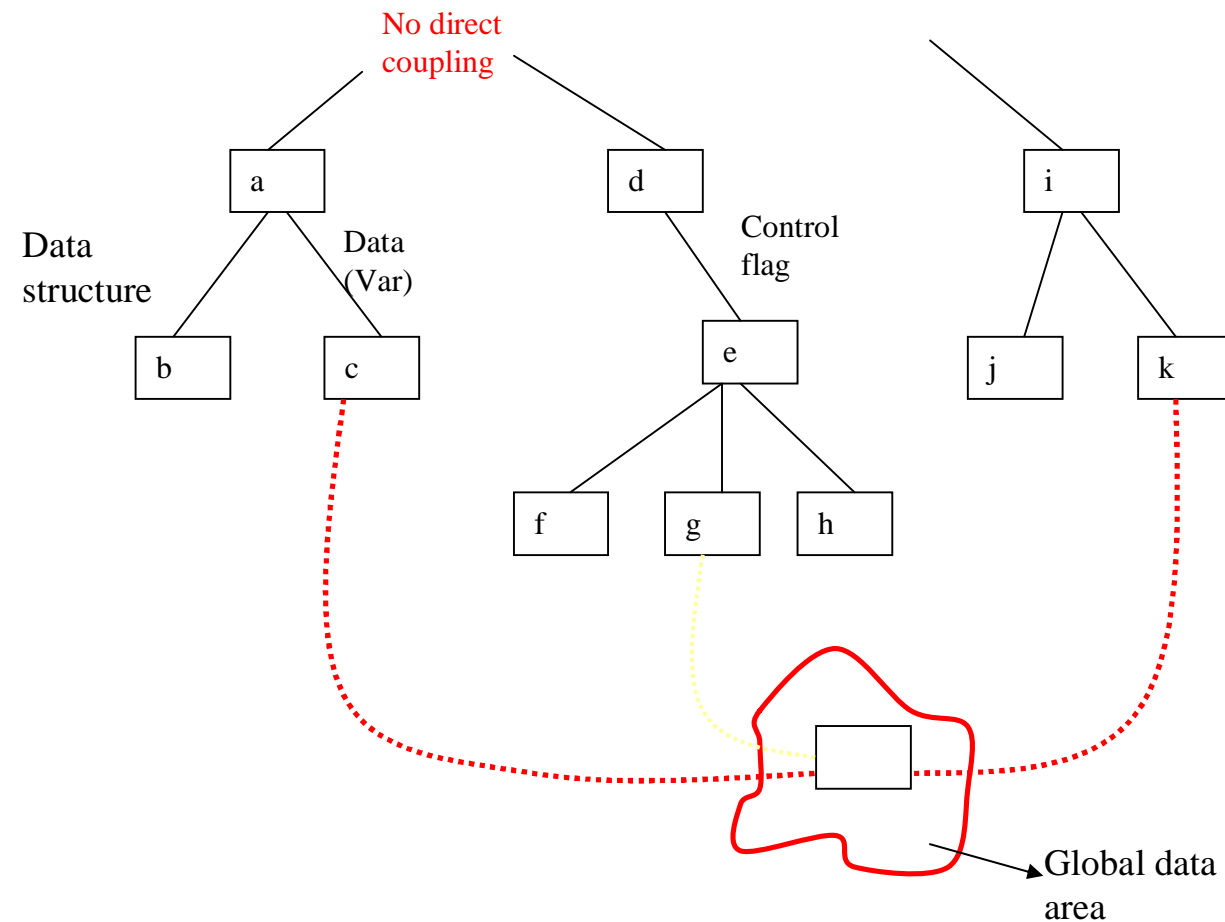 No direct
coupling
a
d
i
Control
flag
Data
structure
Data
(Var)
b
c
e
j
k
f
g
h
Global data
area